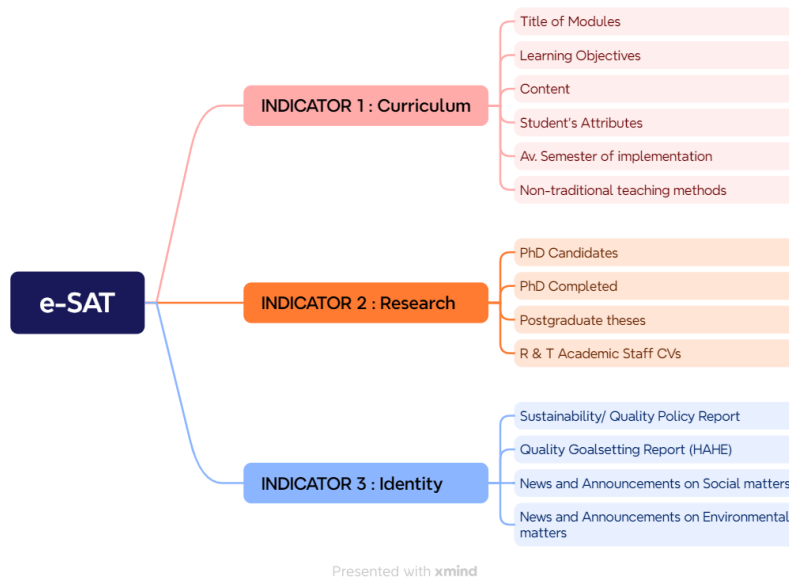 e-SAT
INDICATOR 1 : Curriculum
Title of Modules
Learning Objectives
Content
Student's Attributes
Av. Semester of implementation
Non-traditional teaching methods
INDICATOR 2 : Research
PhD Candidates
PhD Completed
Postgraduate theses
R & T Academic Staff CVs
INDICATOR 3 : Identity
Sustainability/ Quality Policy Report
Quality Goalsetting Report (HAHE)
News and Announcements on Social matters
News and Announcements on Environmental
matters
Presented with xmind